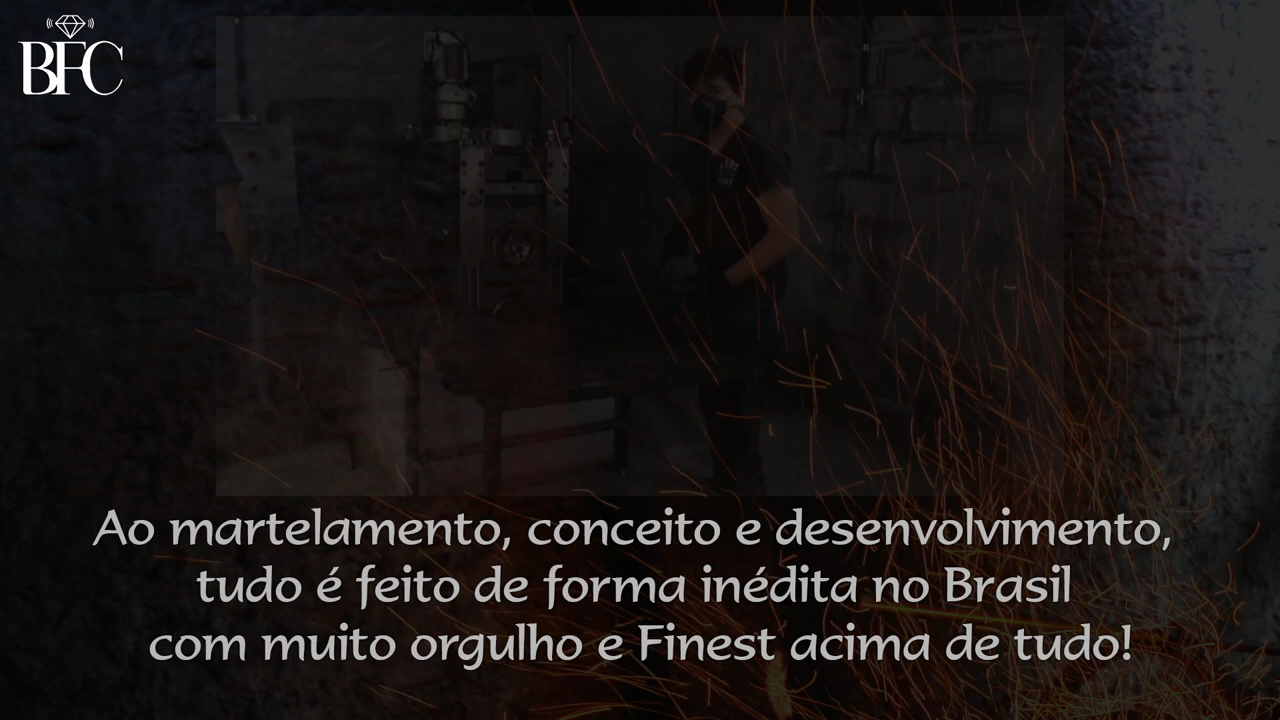 BFC
Ao martelamento, conceito e desenvolvimento,
tudo é feito de forma inédita no Brasil
com muito orgulho e Finest acima de tudo!